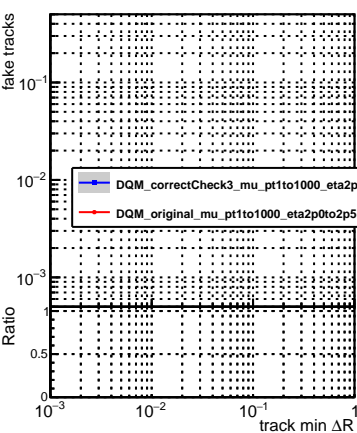 fake tracks
10⁻¹
10⁻²
10⁻³
DQM_correctCheck3_mu_pt1to1000_eta2p
DQM_original_mu_pt1to1000_eta2p0to2p5
Ratio
1
0.5
0
10⁻³ 10⁻² 10⁻¹ 1
track min ΔR